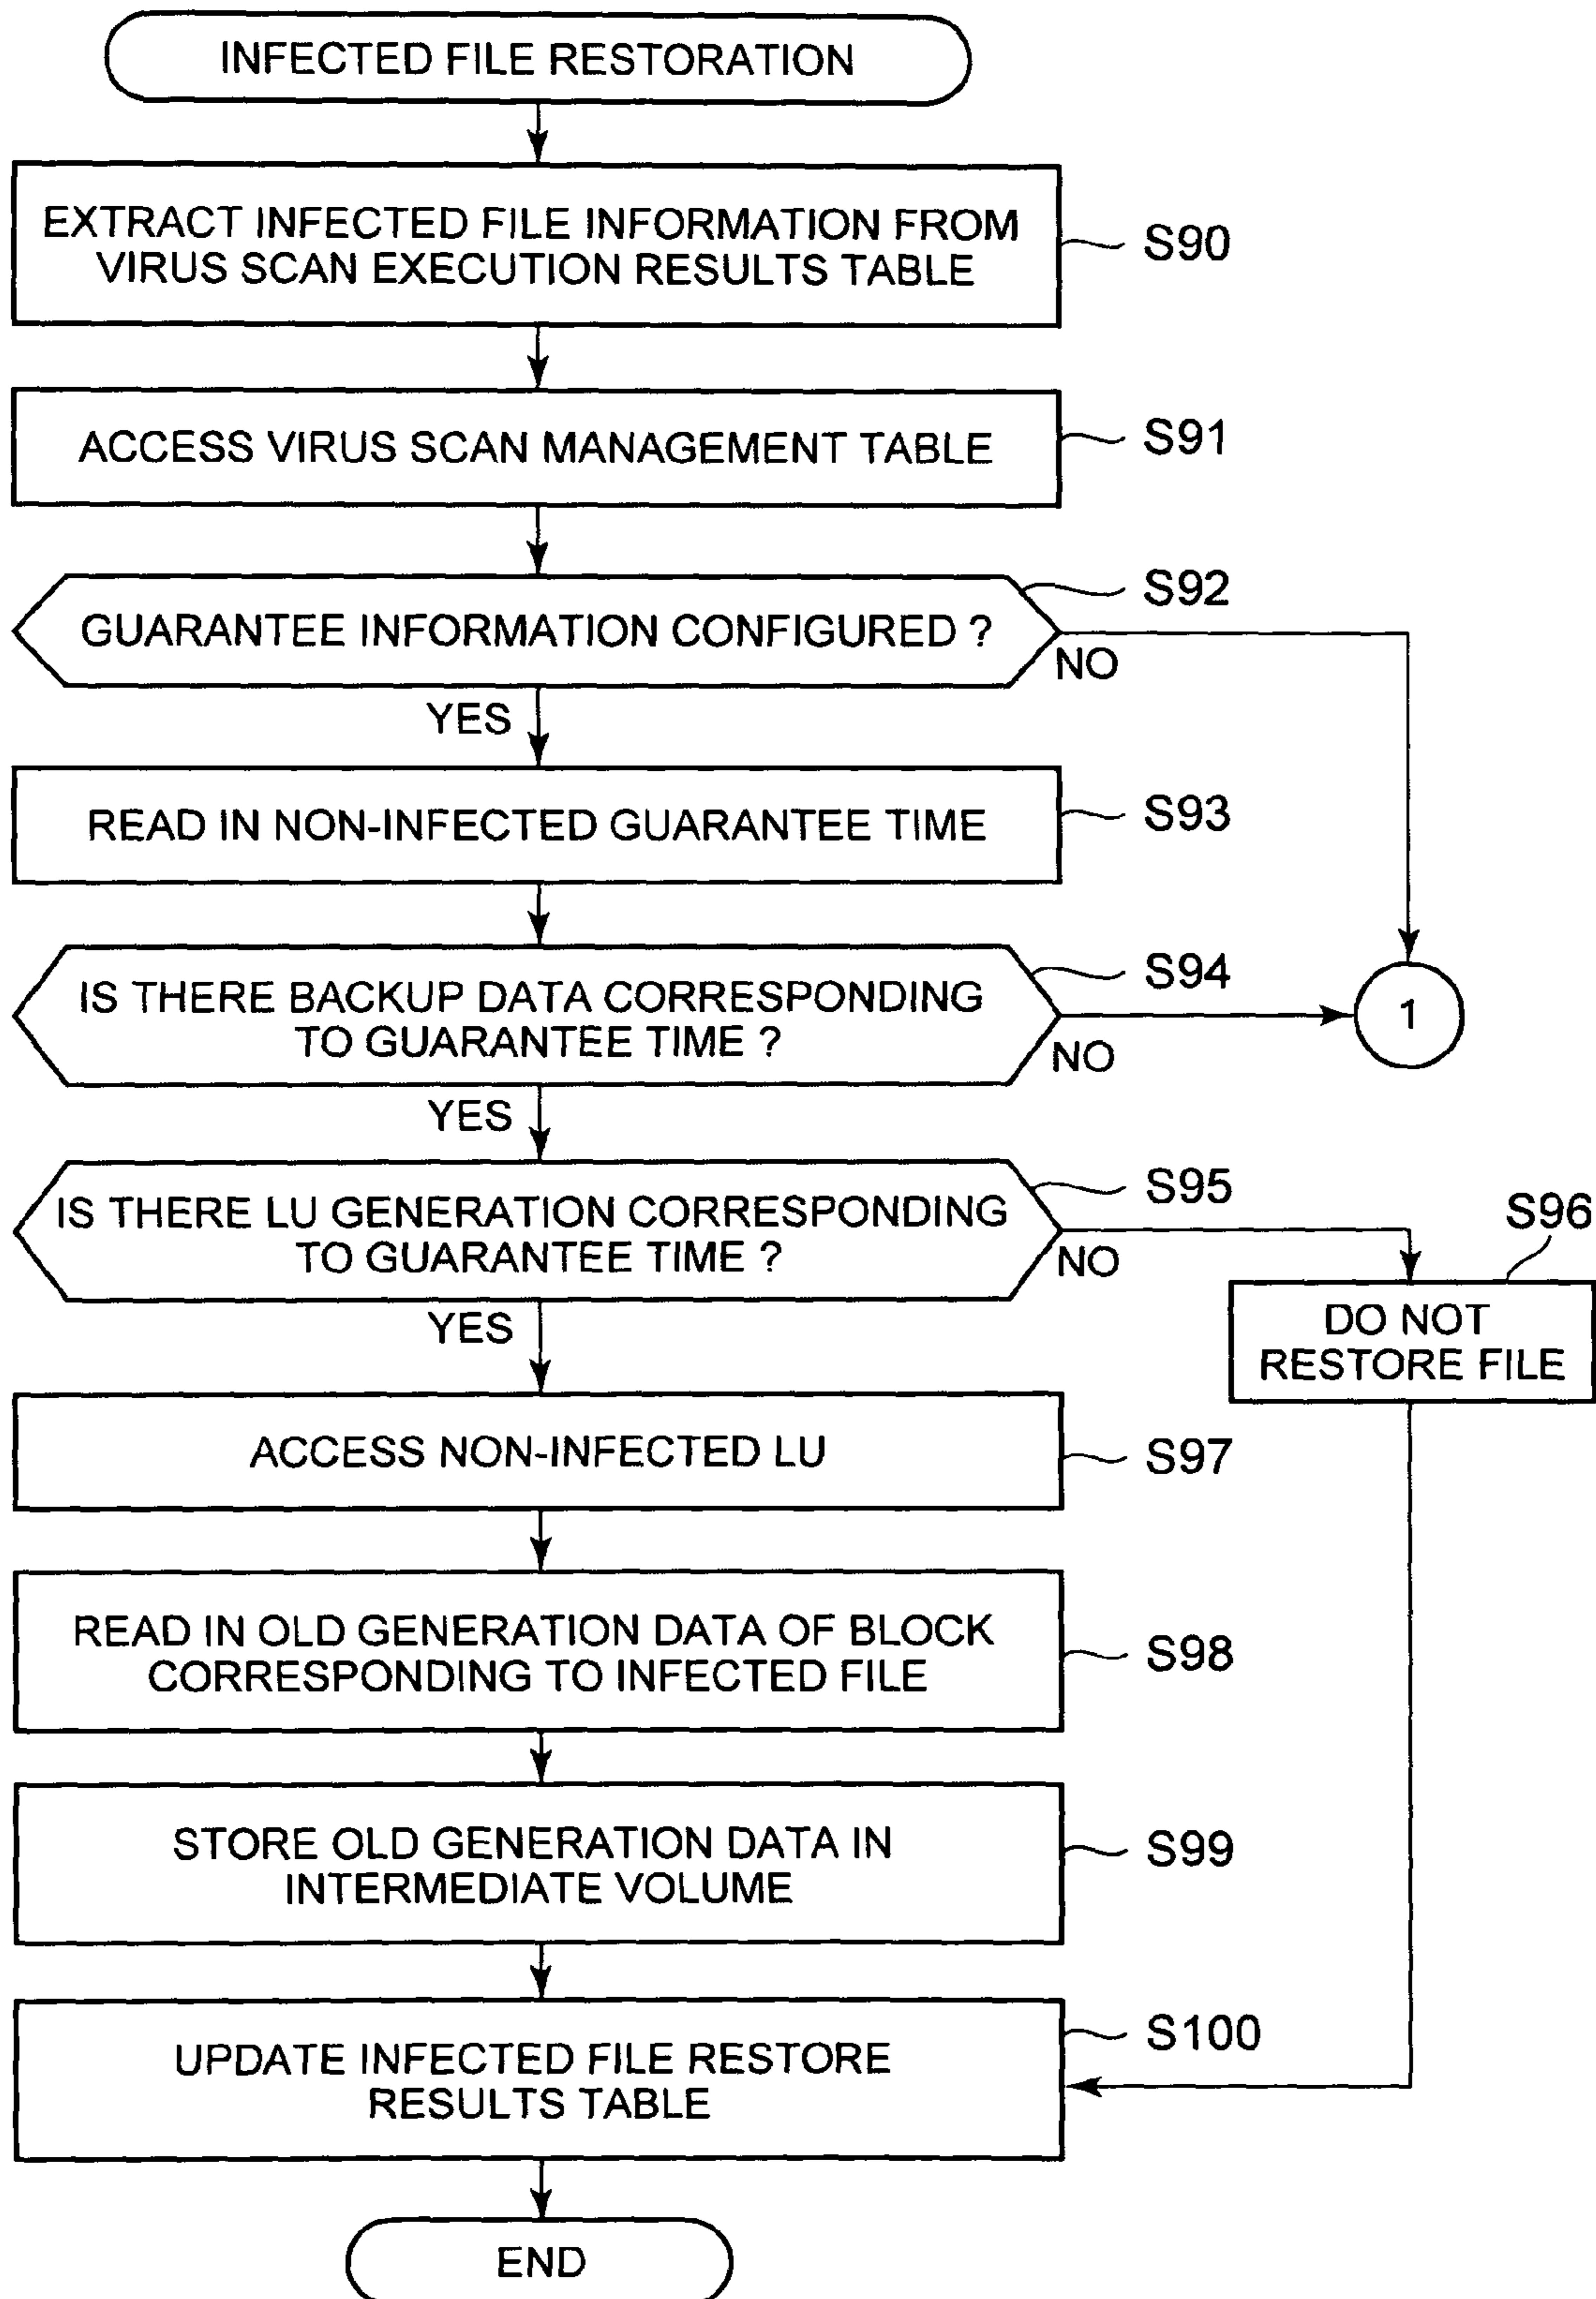 INFECTED FILE RESTORATION
EXTRACT INFECTED FILE INFORMATION FROM
VIRUS SCAN EXECUTION RESULTS TABLE
S90
ACCESS VIRUS SCAN MANAGEMENT TABLE
S91
GUARANTEE INFORMATION CONFIGURED ?
S92
NO
YES
READ IN NON-INFECTED GUARANTEE TIME
S93
IS THERE BACKUP DATA CORRESPONDING
TO GUARANTEE TIME ?
S94
NO
1
YES
IS THERE LU GENERATION CORRESPONDING
TO GUARANTEE TIME ?
S95
NO
S96
DO NOT
RESTORE FILE
YES
ACCESS NON-INFECTED LU
S97
READ IN OLD GENERATION DATA OF BLOCK
CORRESPONDING TO INFECTED FILE
S98
STORE OLD GENERATION DATA IN
INTERMEDIATE VOLUME
S99
UPDATE INFECTED FILE RESTORE
RESULTS TABLE
S100
END